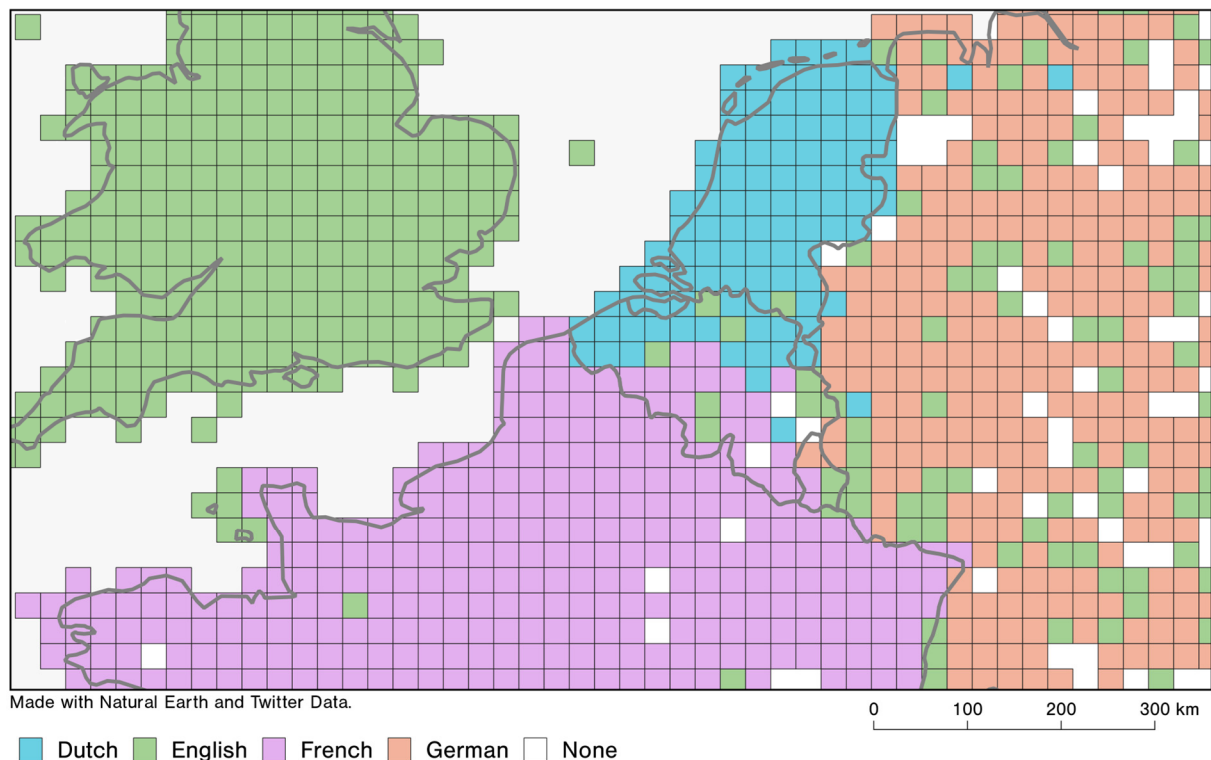 Made with Natural Earth and Twitter Data.
0 100 200 300 km
Dutch English French German None